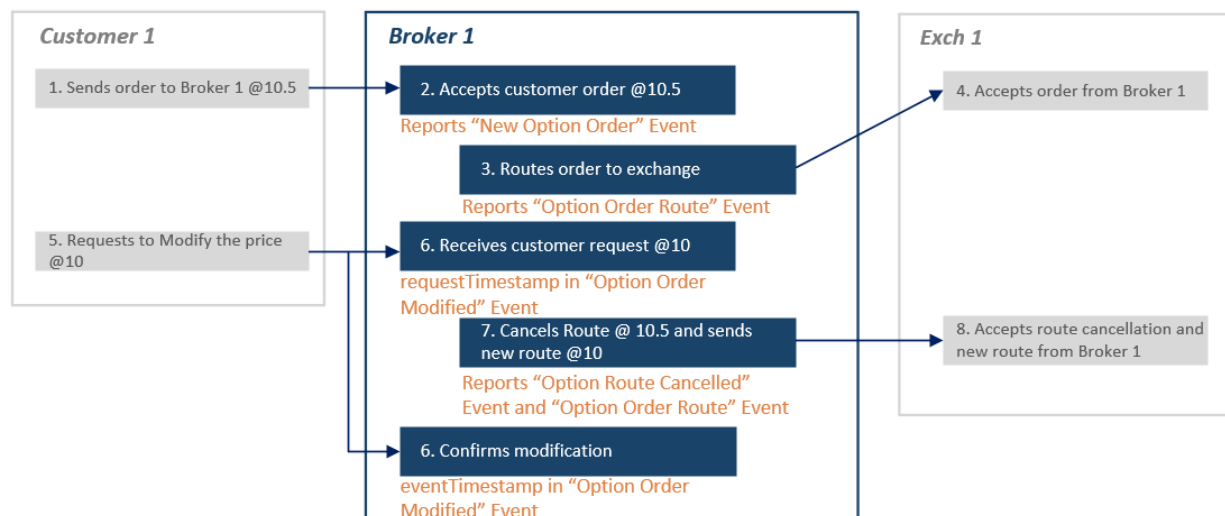 Customer 1
1. Sends order to Broker 1 @10.5
5. Requests to Modify the price
@10
Broker 1
2. Accepts customer order @10.5
Reports “New Option Order” Event
3. Routes order to exchange
Reports “Option Order Route” Event
6. Receives customer request @10
requestTimestamp in “Option Order
Modified” Event
7. Cancels Route @ 10.5 and sends
new route @10
Reports “Option Route Cancelled”
Event and “Option Order Route” Event
6. Confirms modification
eventTimestamp in “Option Order
Modified” Event
Exch 1
4. Accepts order from Broker 1
8. Accepts route cancellation and
new route from Broker 1